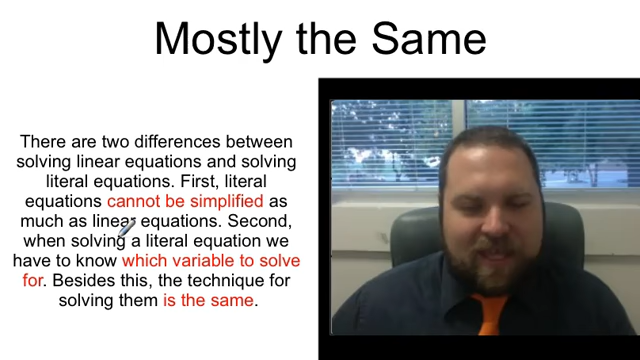 Mostly the Same
There are two differences between
solving linear equations and solving
literal equations. First, literal
equations cannot be simplified as
much as linear equations. Second,
when solving a literal equation we
have to know which variable to solve
for. Besides this, the technique for
solving them is the same.